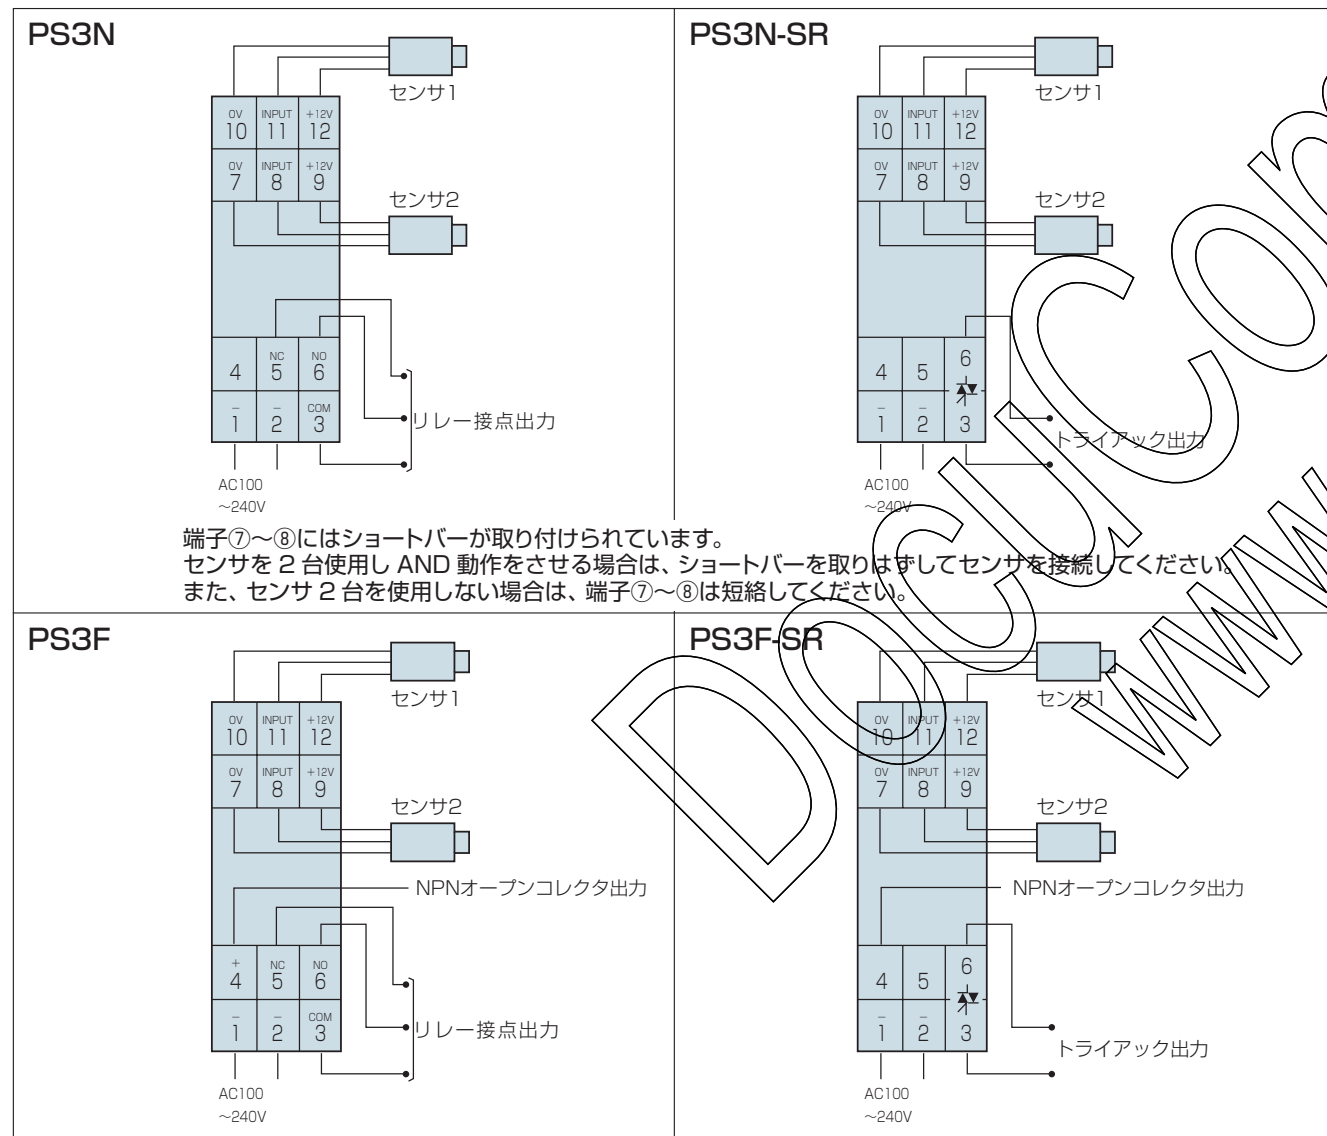 PS3N
センサ1
0V INPUT +12V
10 11 12
0V INPUT +12V
7 8 9
センサ2
NC NO
4 5 6
− − COM
1 2 3
リレー接点出力
AC100
～240V
PS3N-SR
センサ1
0V INPUT +12V
10 11 12
0V INPUT +12V
7 8 9
センサ2
4 5 6
− −
1 2 3
トライアック出力
AC100
～240V
端子⑦～⑧にはショートバーが取り付けられています。
センサを 2 台使用し AND 動作をさせる場合は、ショートバーを取りはずしてセンサを接続してください。
また、センサ 2 台を使用しない場合は、端子⑦～⑧は短絡してください。
PS3F
センサ1
0V INPUT +12V
10 11 12
0V INPUT +12V
7 8 9
センサ2
NPNオープンコレクタ出力
+ NC NO
4 5 6
− − COM
1 2 3
リレー接点出力
AC100
～240V
PS3F-SR
センサ1
0V INPUT +12V
10 11 12
0V INPUT +12V
7 8 9
センサ2
NPNオープンコレクタ出力
4 5 6
− −
1 2 3
トライアック出力
AC100
～240V
DocuCom
www